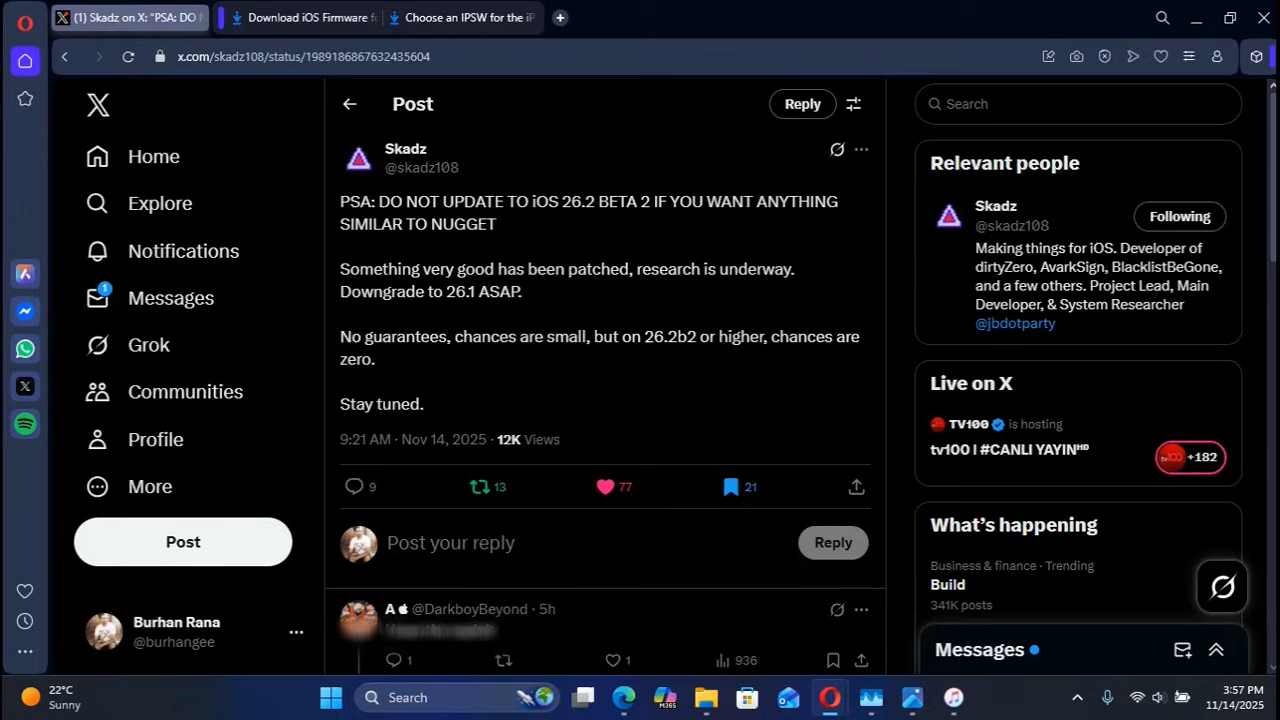 (1) Skadz on X: "PSA: DO N
Download iOS Firmware f
Choose an IPSW for the iP
x.com/skadz108/status/1989186867632435604
Home
Explore
Notifications
1
Messages
Grok
Communities
Profile
More
Post
Burhan Rana
@burhangee
Post
Reply
Skadz
@skadz108
PSA: DO NOT UPDATE TO iOS 26.2 BETA 2 IF YOU WANT ANYTHING
SIMILAR TO NUGGET
Something very good has been patched, research is underway.
Downgrade to 26.1 ASAP.
No guarantees, chances are small, but on 26.2b2 or higher, chances are
zero.
Stay tuned.
9:21 AM · Nov 14, 2025 · 12K Views
9 13 77 21
Post your reply
Reply
A @DarkboyBeyond · 5h
1 1 936
Search
Relevant people
Skadz
@skadz108
Following
Making things for iOS. Developer of
dirtyZero, AvarkSign, BlacklistBeGone,
and a few others. Project Lead, Main
Developer, & System Researcher
@jbdotparty
Live on X
TV100 is hosting
tv100 I #CANLI YAYINᴴᴰ
tv100 +182
What's happening
Business & finance · Trending
Build
341K posts
Messages
22°C
Sunny
Search
M365
3:57 PM
11/14/2025